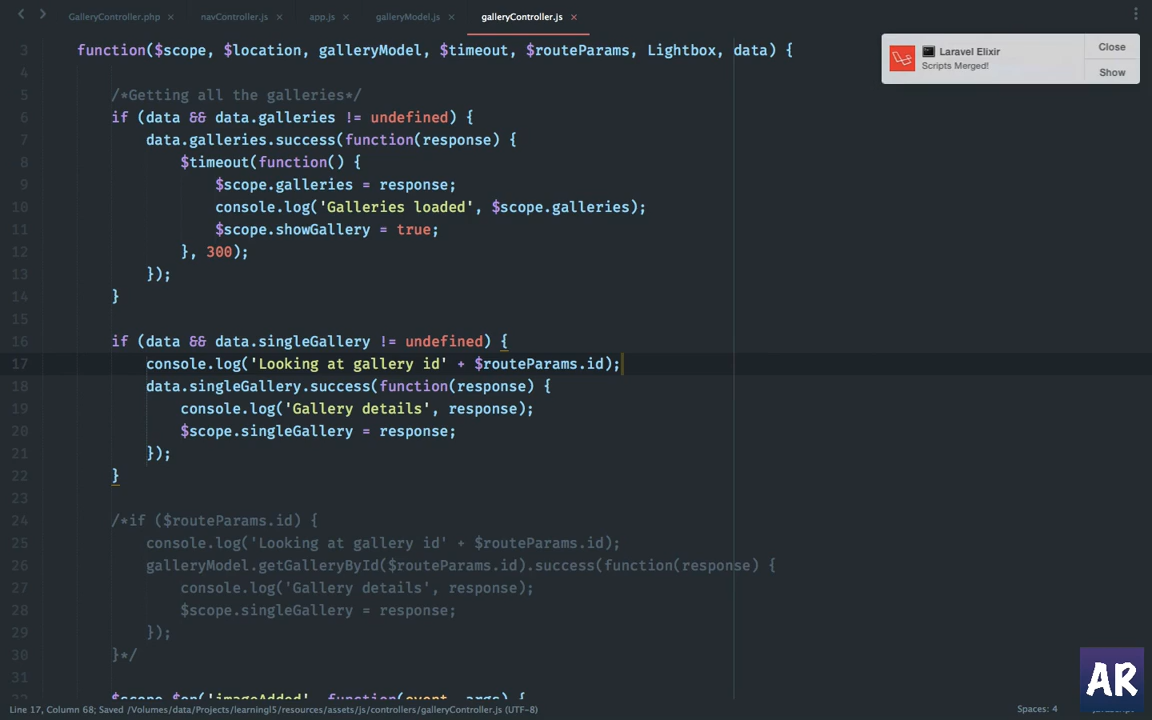 GalleryController.php × navController.js × app.js × galleryModel.js × galleryController.js ×
3 function($scope, $location, galleryModel, $timeout, $routeParams, Lightbox, data) {
Laravel Elixir
Scripts Merged!
Close
Show
4
5 /*Getting all the galleries*/
6 if (data && data.galleries != undefined) {
7 data.galleries.success(function(response) {
8 $timeout(function() {
9 $scope.galleries = response;
10 console.log('Galleries loaded', $scope.galleries);
11 $scope.showGallery = true;
12 }, 300);
13 });
14 }
15
16 if (data && data.singleGallery != undefined) {
17 console.log('Looking at gallery id' + $routeParams.id);
18 data.singleGallery.success(function(response) {
19 console.log('Gallery details', response);
20 $scope.singleGallery = response;
21 });
22 }
23
24 /*if ($routeParams.id) {
25 console.log('Looking at gallery id' + $routeParams.id);
26 galleryModel.getGalleryById($routeParams.id).success(function(response) {
27 console.log('Gallery details', response);
28 $scope.singleGallery = response;
29 });
30 }*/
31
32 $scope.$on('imageAdded', function(event, args) {
AR
Line 17, Column 68; Saved /Volumes/data/Projects/learningl5/resources/assets/js/controllers/galleryController.js (UTF-8)
Spaces: 4